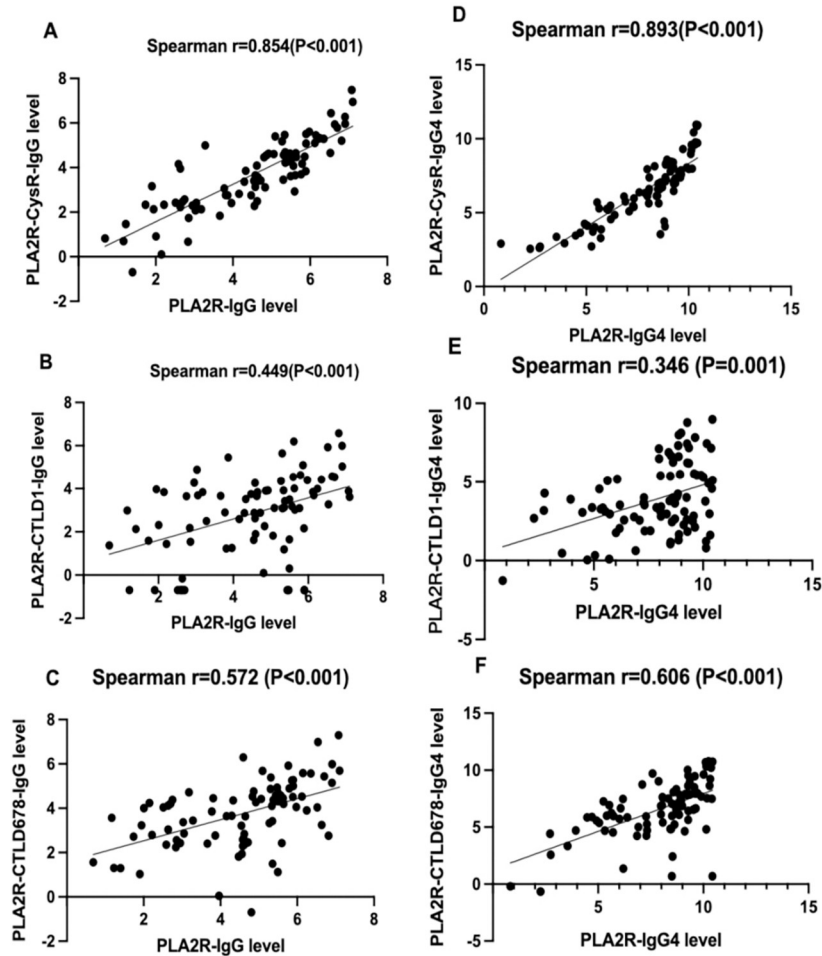 A
Spearman r=0.854(P<0.001)
8
6
4
2
0
-2
2
4
6
8
PLA2R-CysR-IgG level
PLA2R-IgG level
D
Spearman r=0.893(P<0.001)
15
10
5
0
0
5
10
15
PLA2R-CysR-IgG4 level
PLA2R-IgG4 level
B
Spearman r=0.449(P<0.001)
8
6
4
2
0
-2
2
4
6
8
PLA2R-CTLD1-IgG level
PLA2R-IgG level
E
Spearman r=0.346 (P=0.001)
10
5
0
-5
5
10
15
PLA2R-CTLD1-IgG4 level
PLA2R-IgG4 level
C
Spearman r=0.572 (P<0.001)
8
6
4
2
0
-2
2
4
6
8
PLA2R-CTLD678-IgG level
PLA2R-IgG level
F
Spearman r=0.606 (P<0.001)
15
10
5
0
-5
5
10
15
PLA2R-CTLD678-IgG4 level
PLA2R-IgG4 level